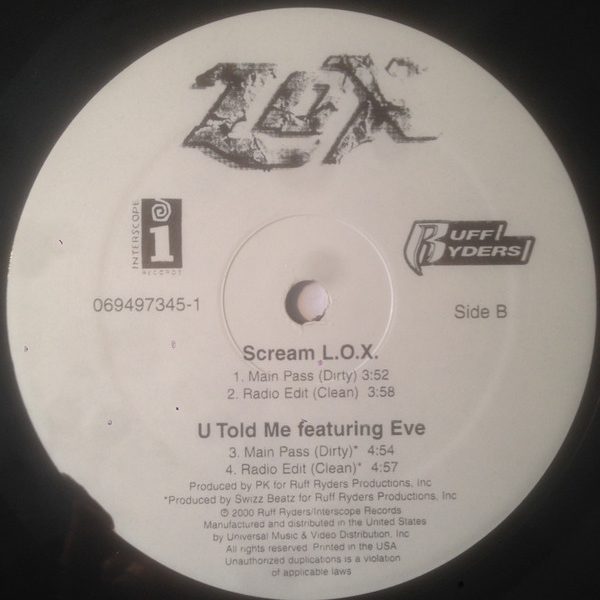 LOX
INTERSCOPE
i
RECORDS
RUFF
RYDERS
069497345-1
Side B
Scream L.O.X.
1. Main Pass (Dirty) 3:52
2. Radio Edit (Clean) 3:58
U Told Me featuring Eve
3. Main Pass (Dirty)* 4:54
4. Radio Edit (Clean)* 4:57
Produced by PK for Ruff Ryders Productions, Inc
*Produced by Swizz Beatz for Ruff Ryders Productions, Inc
℗ 2000 Ruff Ryders/Interscope Records
Manufactured and distributed in the United States
by Universal Music & Video Distribution, Inc
All rights reserved. Printed in the USA
Unauthorized duplications is a violation
of applicable laws